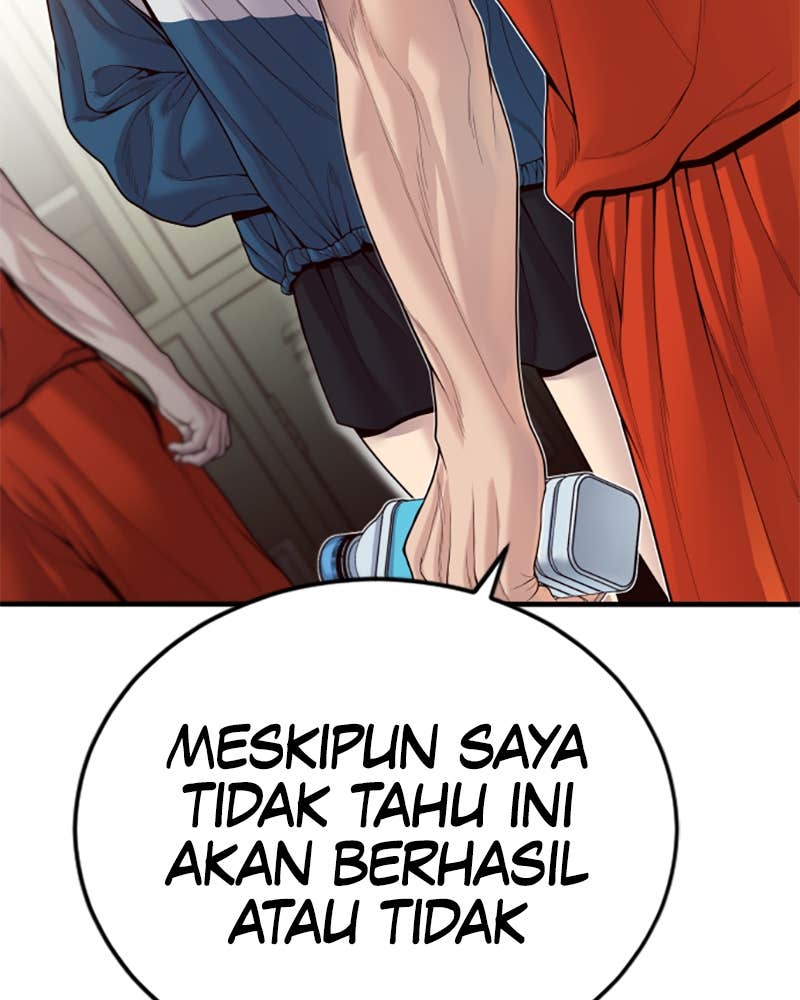 MESKIPUN SAYA
TIDAK TAHU INI
AKAN BERHASIL
ATAU TIDAK